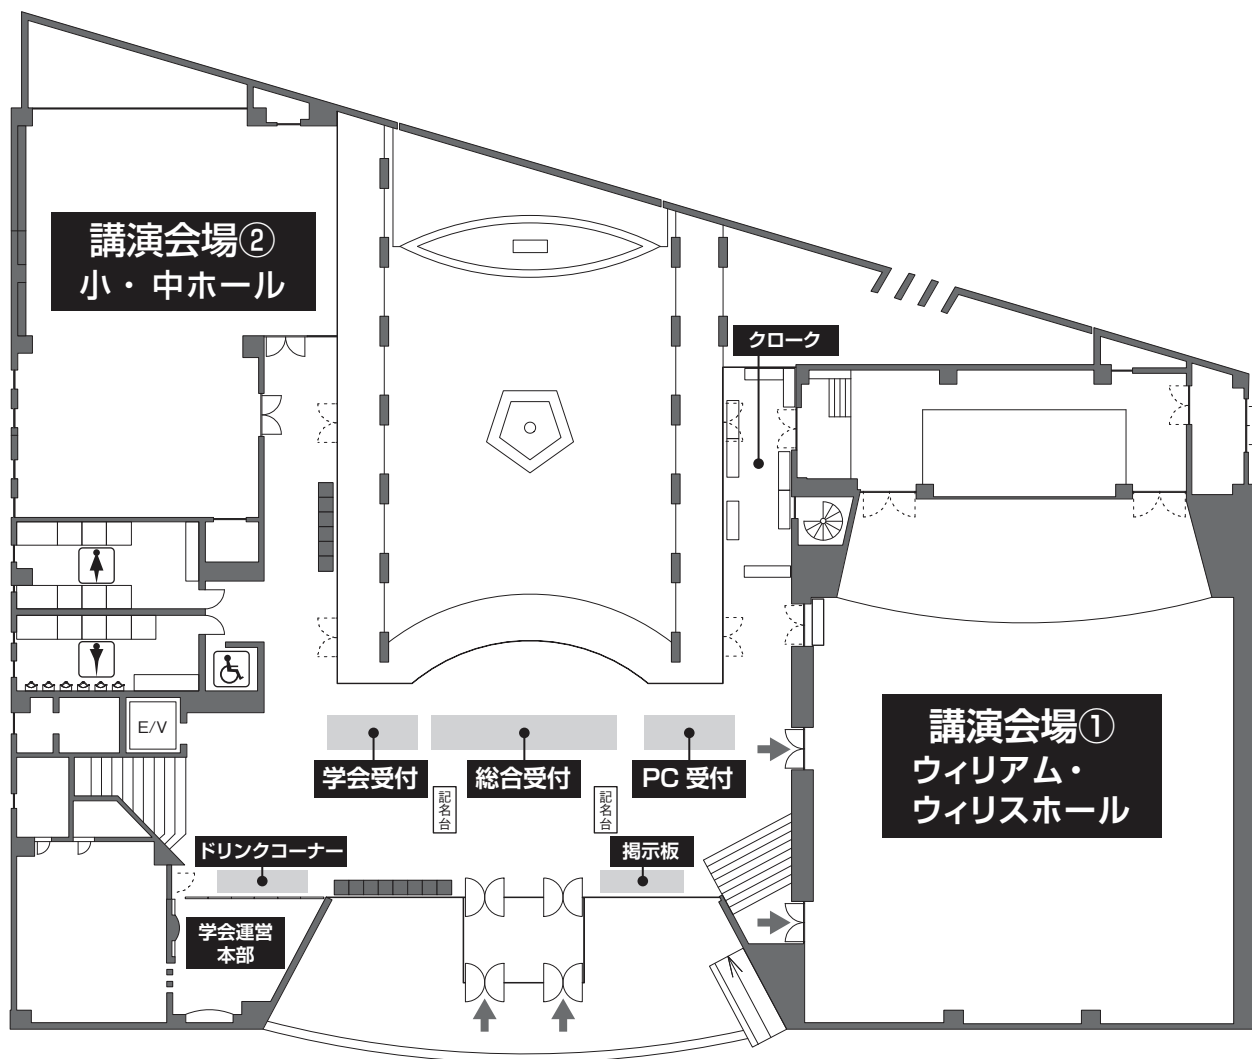 講演会場②
小・中ホール
クローク
E/V
講演会場①
ウィリアム・
ウィリスホール
学会受付
総合受付
PC 受付
記名台
記名台
ドリンクコーナー
掲示板
学会運営
本部